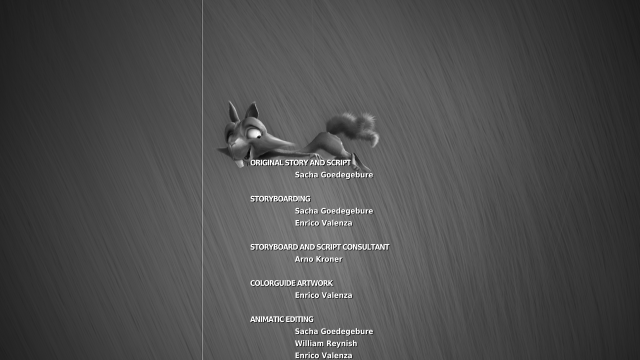 ORIGINAL STORY AND SCRIPT
Sacha Goedegebure
STORYBOARDING
Sacha Goedegebure
Enrico Valenza
STORYBOARD AND SCRIPT CONSULTANT
Arno Kroner
COLORGUIDE ARTWORK
Enrico Valenza
ANIMATIC EDITING
Sacha Goedegebure
William Reynish
Enrico Valenza